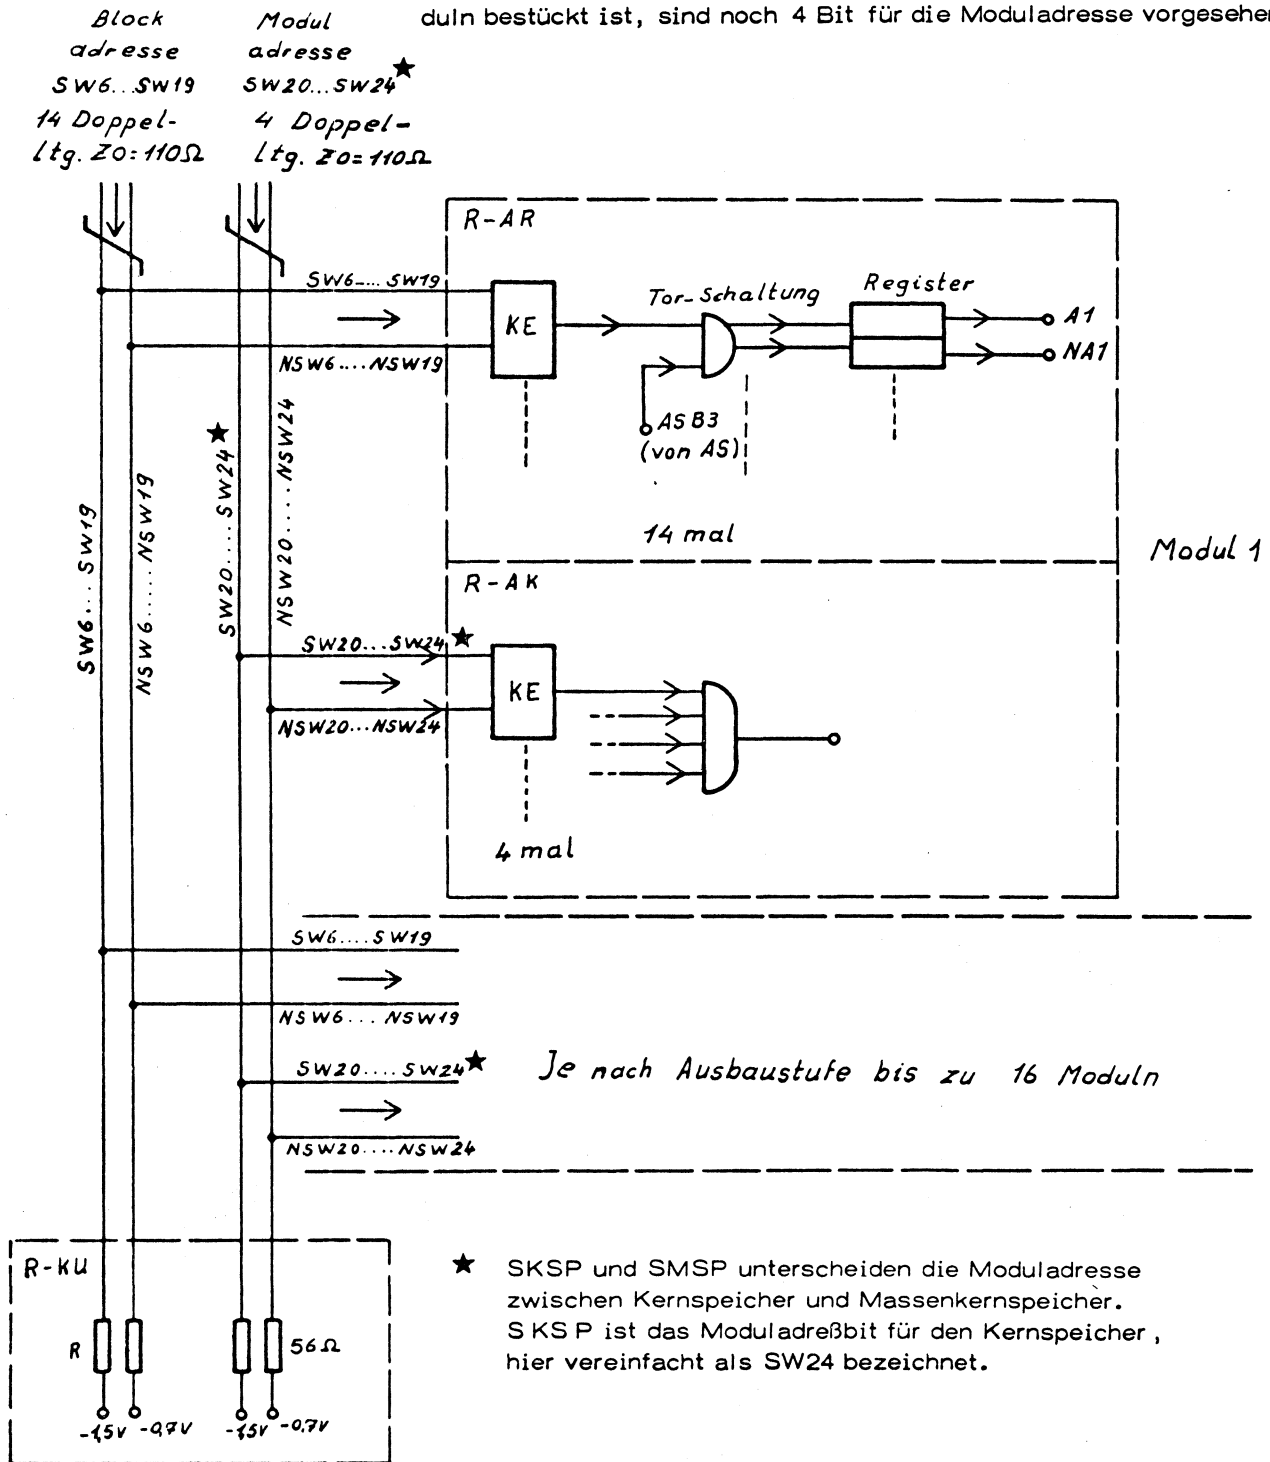 duln bestückt ist, sind noch 4 Bit für die Moduladresse vorgesehe
Block
adresse
SW6...SW19
14 Doppel-
ltg. Z0=110Ω
Modul
adresse
SW20...SW24★
4 Doppel-
ltg. Z0=110Ω
R-AR
SW6....SW19
NSW6....NSW19
KE
Tor-Schaltung
Register
A1
NA1
ASB3
(von AS)
14 mal
Modul 1
SW6...SW19
NSW6.....NSW19
SW20....SW24★
NSW20.....NSW24
R-AK
SW20...SW24★
NSW20...NSW24
KE
4 mal
SW6....SW19
NSW6...NSW19
SW20....SW24★
NSW20....NSW24
Je nach Ausbaustufe bis zu 16 Moduln
R-KU
R
56Ω
-1,5V -0,7V -1,5V -0,7V
★ SKSP und SMSP unterscheiden die Moduladresse
zwischen Kernspeicher und Massenkernspeicher.
SKSP ist das Moduladreßbit für den Kernspeicher,
hier vereinfacht als SW24 bezeichnet.